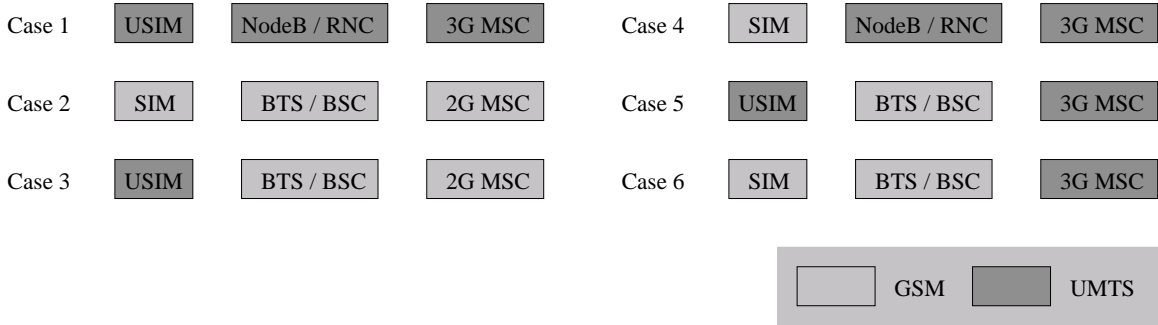 Case 1 USIM NodeB / RNC 3G MSC
Case 2 SIM BTS / BSC 2G MSC
Case 3 USIM BTS / BSC 2G MSC
Case 4 SIM NodeB / RNC 3G MSC
Case 5 USIM BTS / BSC 3G MSC
Case 6 SIM BTS / BSC 3G MSC
GSM UMTS